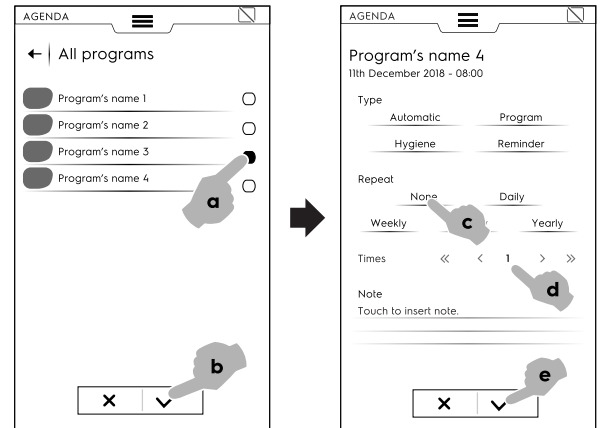 AGENDA
All programs
Program's name 1
Program's name 2
Program's name 3
Program's name 4
a
b
AGENDA
Program's name 4
11th December 2018 - 08:00
Type
Automatic Program
Hygiene Reminder
Repeat
None Daily
c
Weekly Yearly
Times << < 1 > >>
d
Note
Touch to insert note.
e